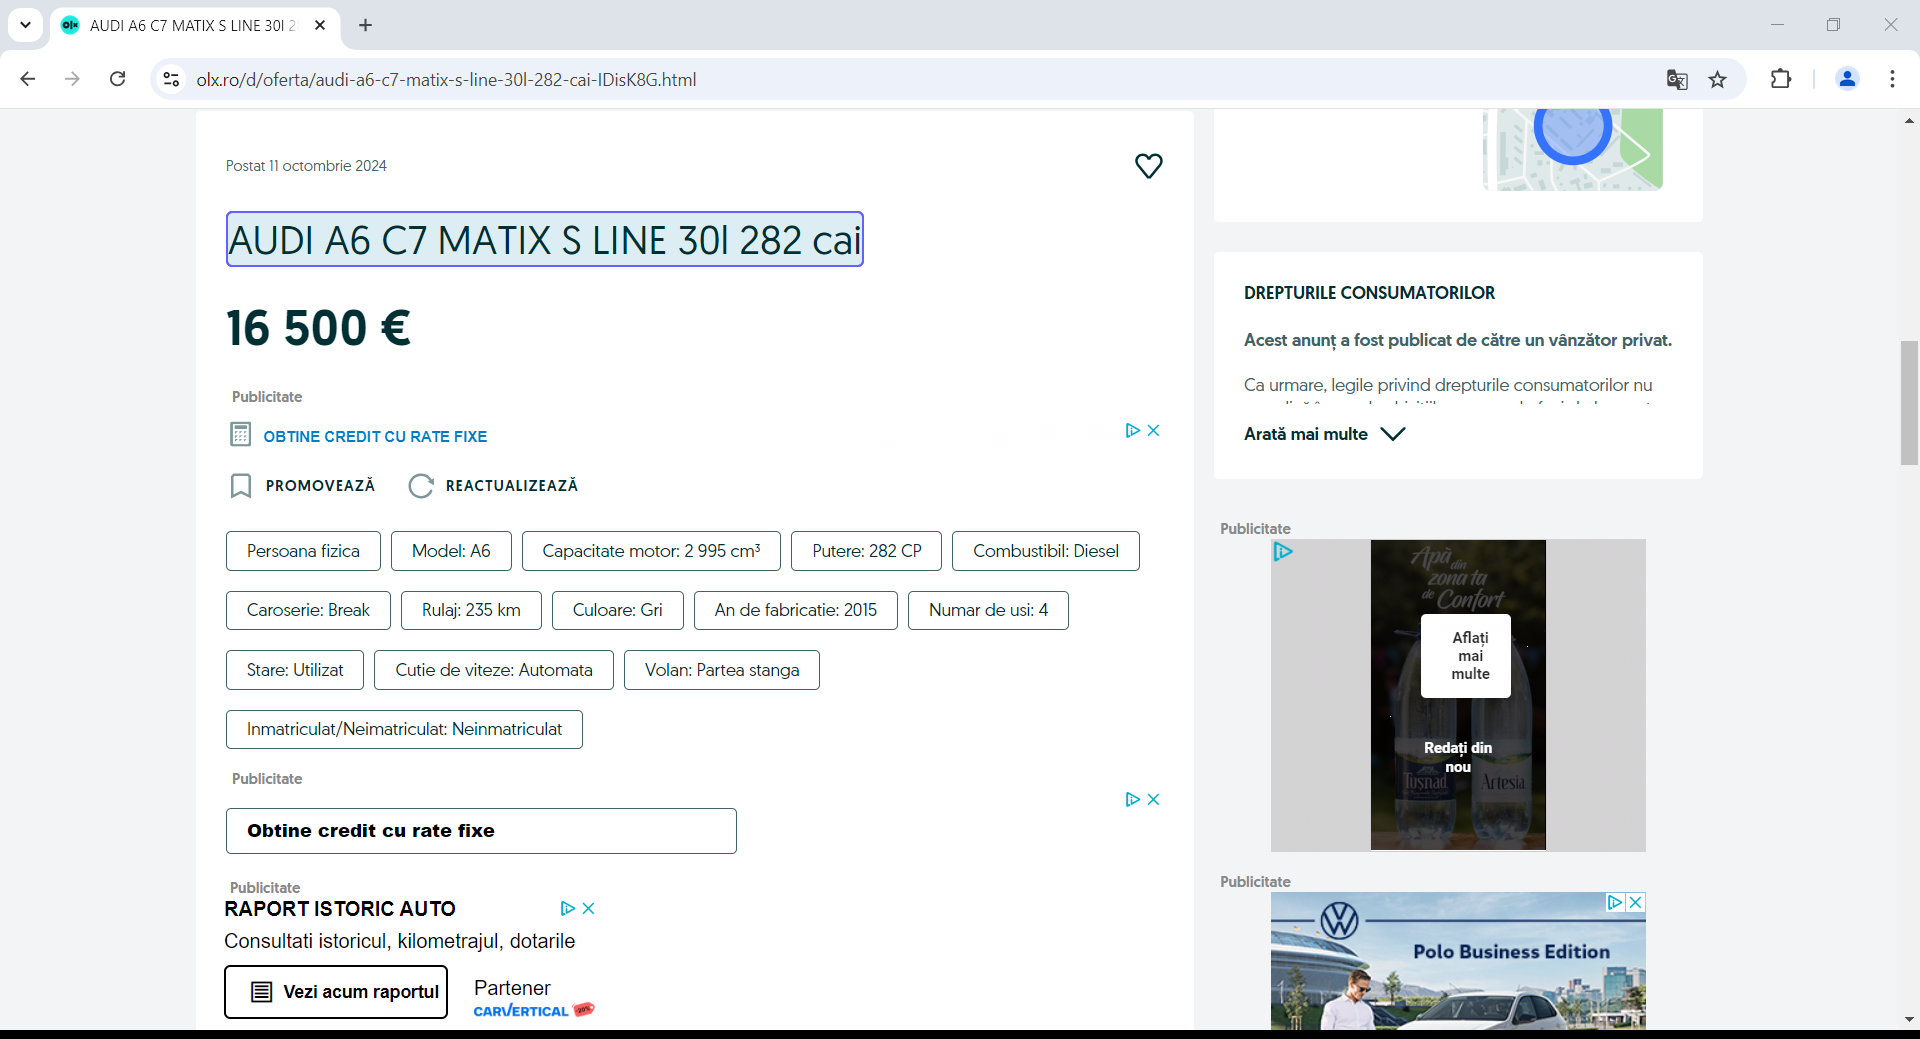 AUDI A6 C7 MATIX S LINE 30l 2
olx.ro/d/oferta/audi-a6-c7-matix-s-line-30l-282-cai-IDisK8G.html
Postat 11 octombrie 2024
AUDI A6 C7 MATIX S LINE 30l 282 cai
16 500 €
Publicitate
OBTINE CREDIT CU RATE FIXE
PROMOVEAZĂ
REACTUALIZEAZĂ
Persoana fizica
Model: A6
Capacitate motor: 2 995 cm³
Putere: 282 CP
Combustibil: Diesel
Caroserie: Break
Rulaj: 235 km
Culoare: Gri
An de fabricatie: 2015
Numar de usi: 4
Stare: Utilizat
Cutie de viteze: Automata
Volan: Partea stanga
Inmatriculat/Neimatriculat: Neinmatriculat
Publicitate
Obtine credit cu rate fixe
Publicitate
RAPORT ISTORIC AUTO
Consultati istoricul, kilometrajul, dotarile
Vezi acum raportul
Partener
CARVERTICAL
DREPTURILE CONSUMATORILOR
Acest anunț a fost publicat de către un vânzător privat.
Ca urmare, legile privind drepturile consumatorilor nu
Arată mai multe
Publicitate
Apă
din
zona ta
de Confort
Aflați
mai
multe
Redați din
nou
Tușnad
Artesia
Publicitate
Polo Business Edition